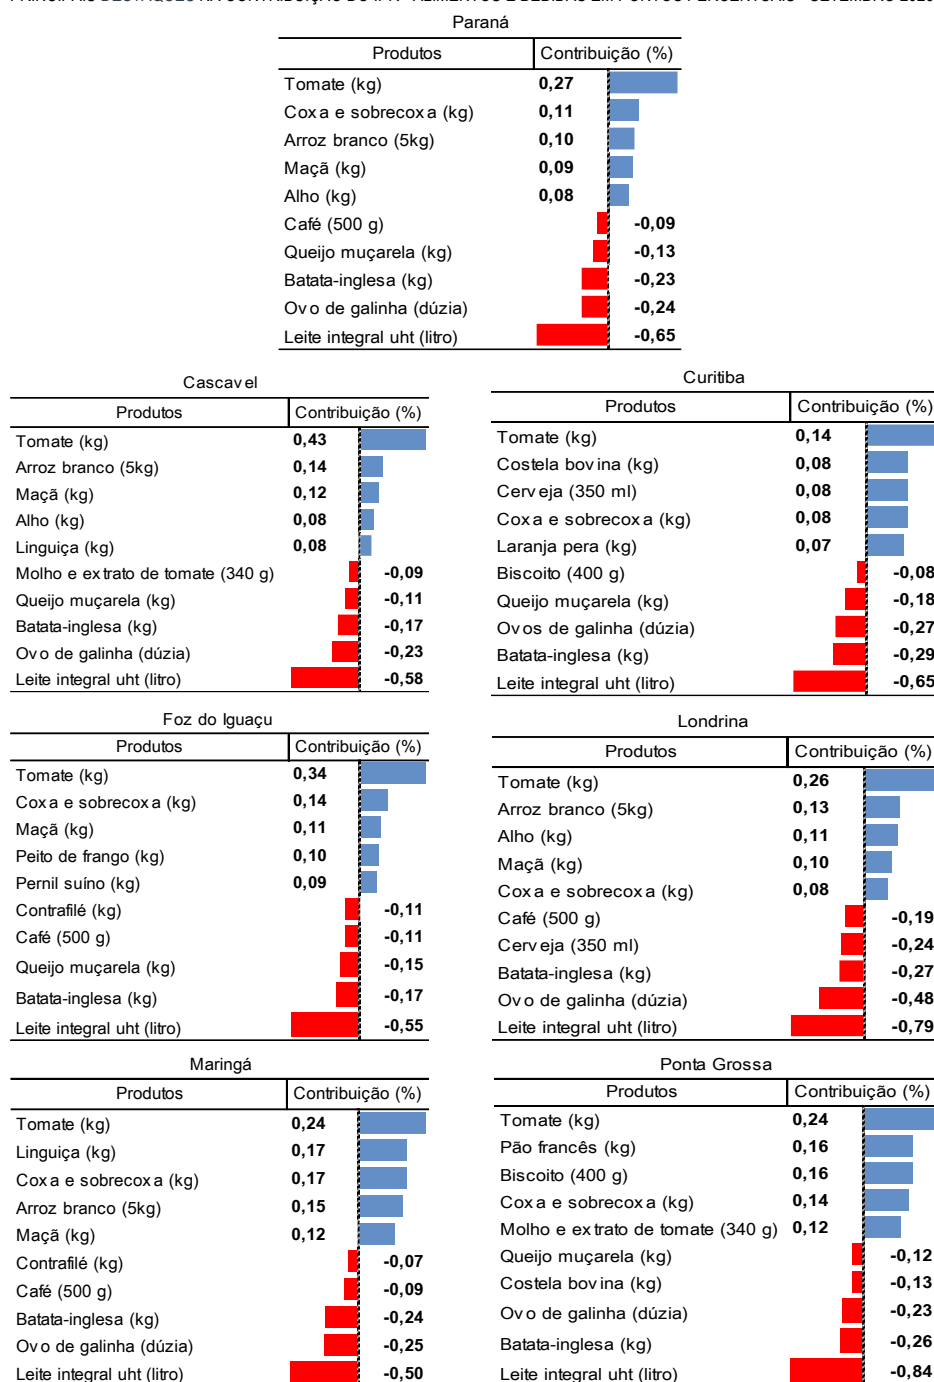 Paraná
Produtos Contribuição (%)
Tomate (kg) 0,27
Coxa e sobrecoxa (kg) 0,11
Arroz branco (5kg) 0,10
Maçã (kg) 0,09
Alho (kg) 0,08
Café (500 g) -0,09
Queijo muçarela (kg) -0,13
Batata-inglesa (kg) -0,23
Ovo de galinha (dúzia) -0,24
Leite integral uht (litro) -0,65
Cascavel
Produtos Contribuição (%)
Tomate (kg) 0,43
Arroz branco (5kg) 0,14
Maçã (kg) 0,12
Alho (kg) 0,08
Linguiça (kg) 0,08
Molho e extrato de tomate (340 g) -0,09
Queijo muçarela (kg) -0,11
Batata-inglesa (kg) -0,17
Ovo de galinha (dúzia) -0,23
Leite integral uht (litro) -0,58
Curitiba
Produtos Contribuição (%)
Tomate (kg) 0,14
Costela bovina (kg) 0,08
Cerveja (350 ml) 0,08
Coxa e sobrecoxa (kg) 0,08
Laranja pera (kg) 0,07
Biscoito (400 g) -0,08
Queijo muçarela (kg) -0,18
Ovos de galinha (dúzia) -0,27
Batata-inglesa (kg) -0,29
Leite integral uht (litro) -0,65
Foz do Iguaçu
Produtos Contribuição (%)
Tomate (kg) 0,34
Coxa e sobrecoxa (kg) 0,14
Maçã (kg) 0,11
Peito de frango (kg) 0,10
Pernil suíno (kg) 0,09
Contrafilé (kg) -0,11
Café (500 g) -0,11
Queijo muçarela (kg) -0,15
Batata-inglesa (kg) -0,17
Leite integral uht (litro) -0,55
Londrina
Produtos Contribuição (%)
Tomate (kg) 0,26
Arroz branco (5kg) 0,13
Alho (kg) 0,11
Maçã (kg) 0,10
Coxa e sobrecoxa (kg) 0,08
Café (500 g) -0,19
Cerveja (350 ml) -0,24
Batata-inglesa (kg) -0,27
Ovo de galinha (dúzia) -0,48
Leite integral uht (litro) -0,79
Maringá
Produtos Contribuição (%)
Tomate (kg) 0,24
Linguiça (kg) 0,17
Coxa e sobrecoxa (kg) 0,17
Arroz branco (5kg) 0,15
Maçã (kg) 0,12
Contrafilé (kg) -0,07
Café (500 g) -0,09
Batata-inglesa (kg) -0,24
Ovo de galinha (dúzia) -0,25
Leite integral uht (litro) -0,50
Ponta Grossa
Produtos Contribuição (%)
Tomate (kg) 0,24
Pão francês (kg) 0,16
Biscoito (400 g) 0,16
Coxa e sobrecoxa (kg) 0,14
Molho e extrato de tomate (340 g) 0,12
Queijo muçarela (kg) -0,12
Costela bovina (kg) -0,13
Ovo de galinha (dúzia) -0,23
Batata-inglesa (kg) -0,26
Leite integral uht (litro) -0,84